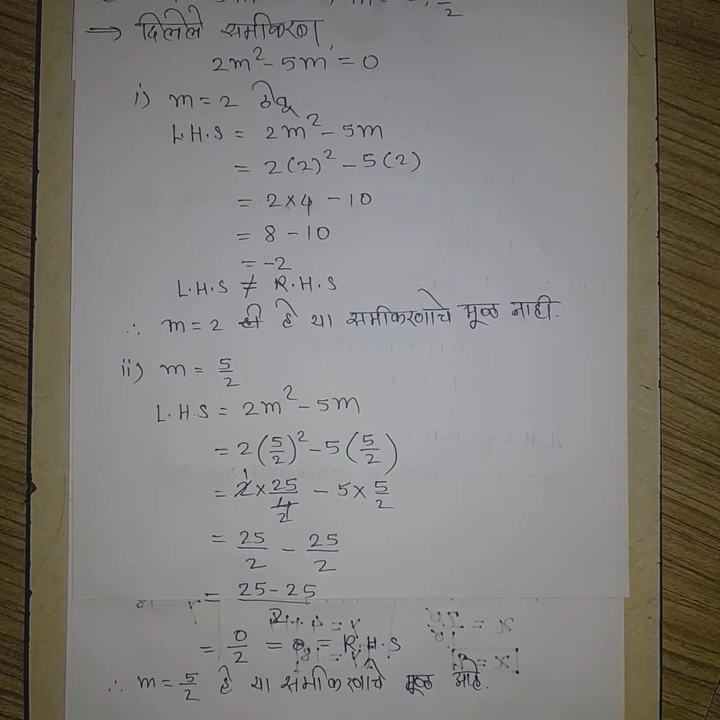 → दिलेले समीकरण,
2m² - 5m = 0
i) m = 2 ठेवू
L.H.S = 2m² - 5m
= 2(2)² - 5(2)
= 2×4 - 10
= 8 - 10
= -2
L.H.S ≠ R.H.S
∴ m = 2 हे या समीकरणाचे मूळ नाही.
ii) m = 5/2
L.H.S = 2m² - 5m
= 2(5/2)² - 5(5/2)
= 2×25/4 - 5×5/2
= 25/2 - 25/2
= 25-25/2
= 0/2 = 0 = R.H.S
∴ m = 5/2 हे या समीकरणाचे मूळ आहे.